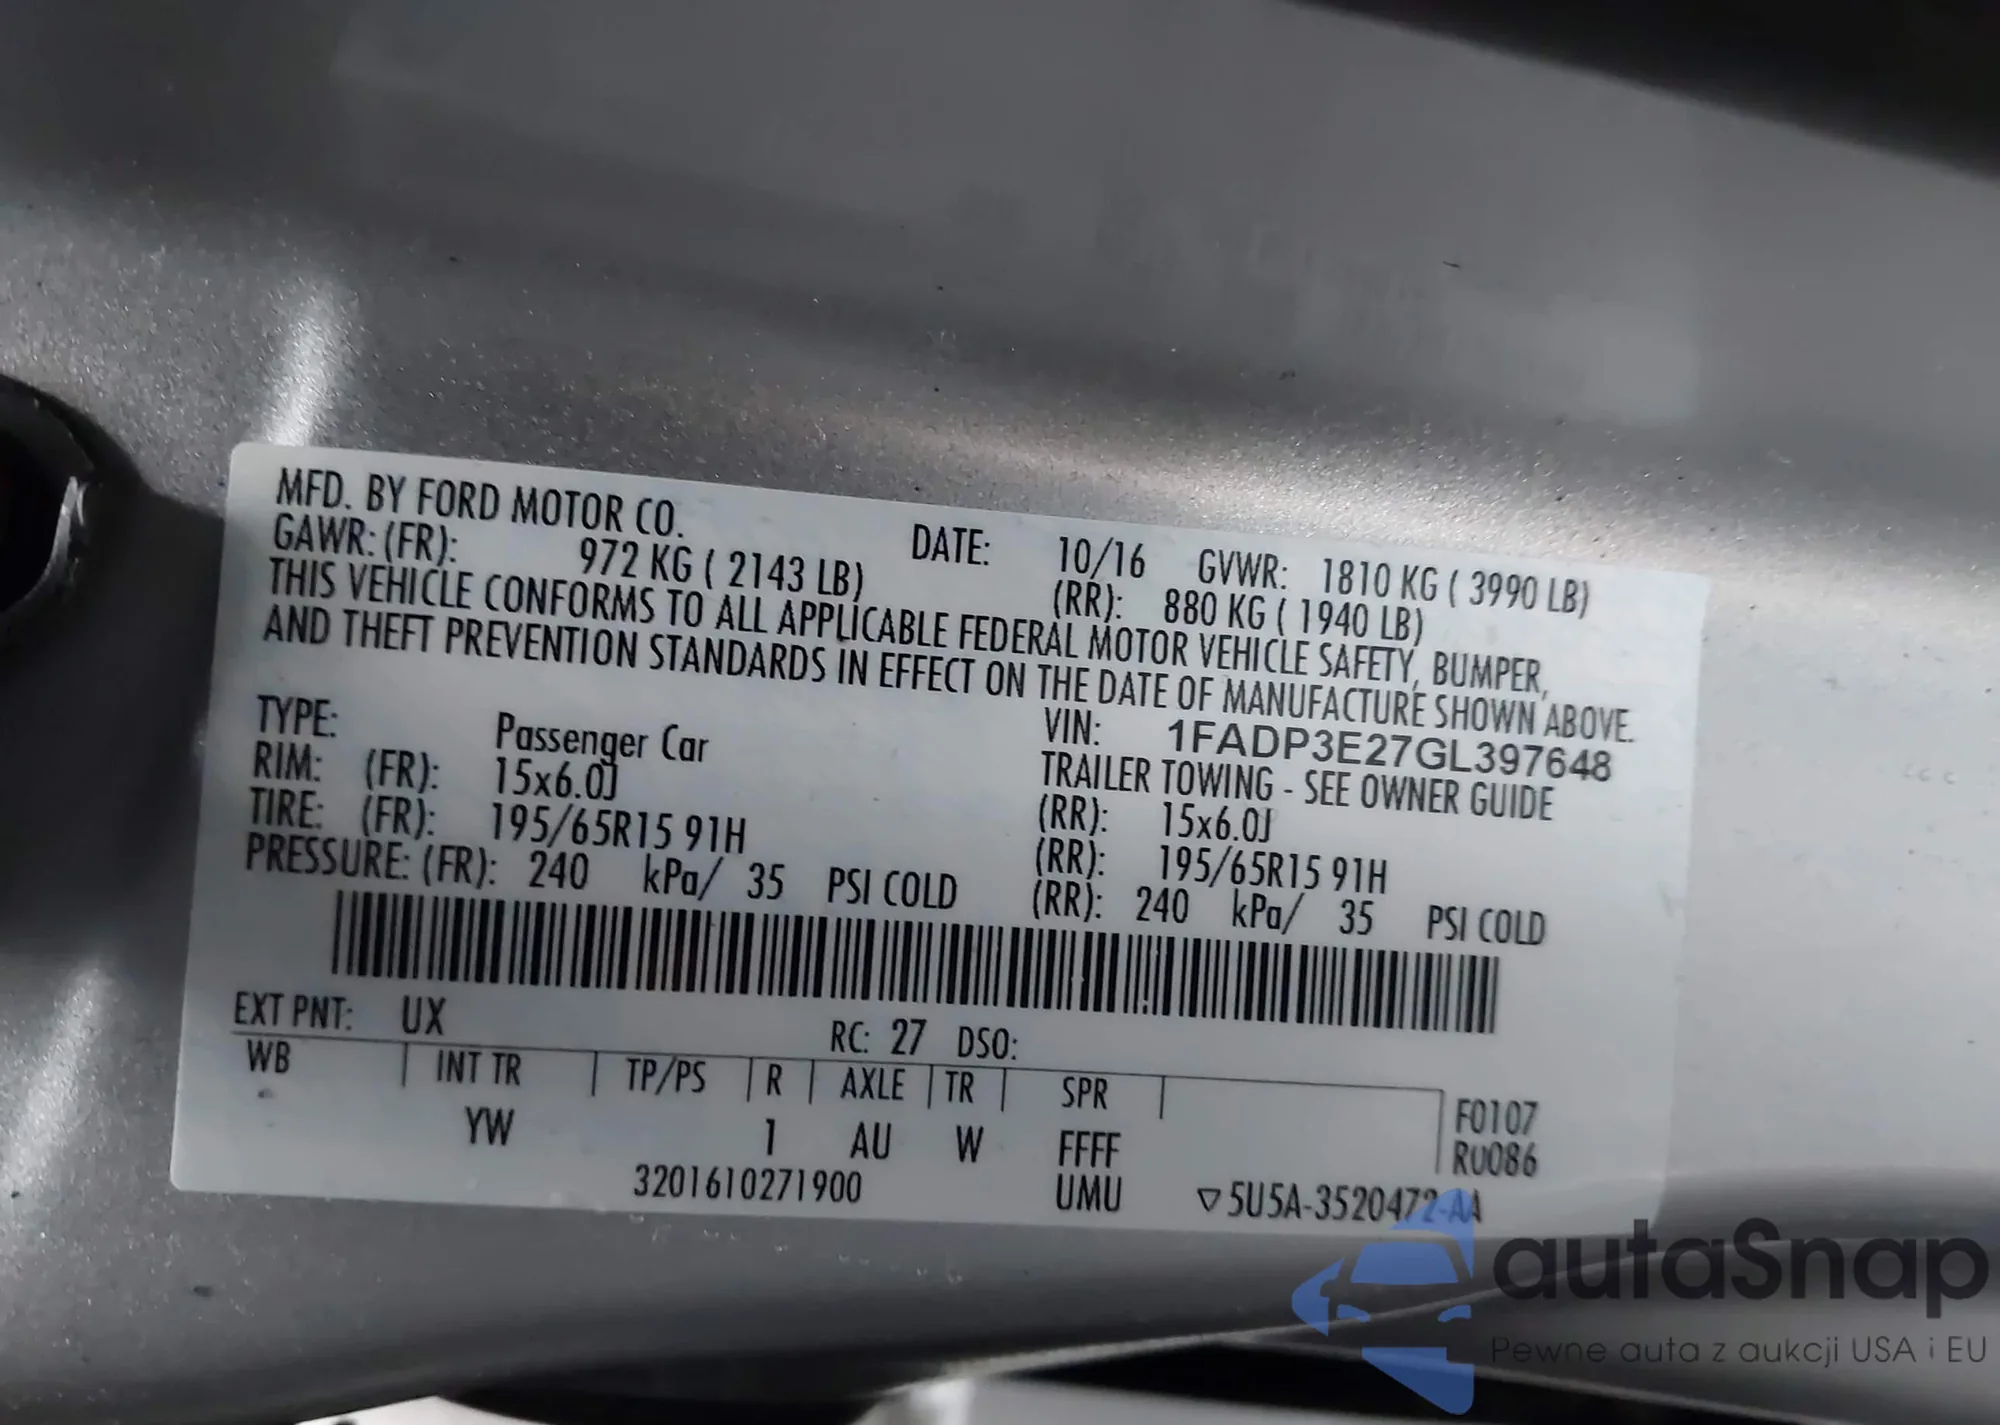 MFD. BY FORD MOTOR CO.
DATE: 10/16 GVWR: 1810 KG ( 3990 LB)
GAWR: (FR): 972 KG ( 2143 LB) (RR): 880 KG ( 1940 LB)
THIS VEHICLE CONFORMS TO ALL APPLICABLE FEDERAL MOTOR VEHICLE SAFETY, BUMPER,
AND THEFT PREVENTION STANDARDS IN EFFECT ON THE DATE OF MANUFACTURE SHOWN ABOVE.
VIN: 1FADP3E27GL397648
TYPE: Passenger Car TRAILER TOWING - SEE OWNER GUIDE
RIM: (FR): 15x6.0J (RR): 15x6.0J
TIRE: (FR): 195/65R15 91H (RR): 195/65R15 91H
PRESSURE: (FR): 240 kPa/ 35 PSI COLD (RR): 240 kPa/ 35 PSI COLD
EXT PNT: UX RC: 27 DSO:
WB INT TR TP/PS R AXLE TR SPR F0107
YW 1 AU W FFFF R0086
3201610271900 UMU ▽5U5A-3520472-AA
autaSnap
Pewne auta z aukcji USA i EU